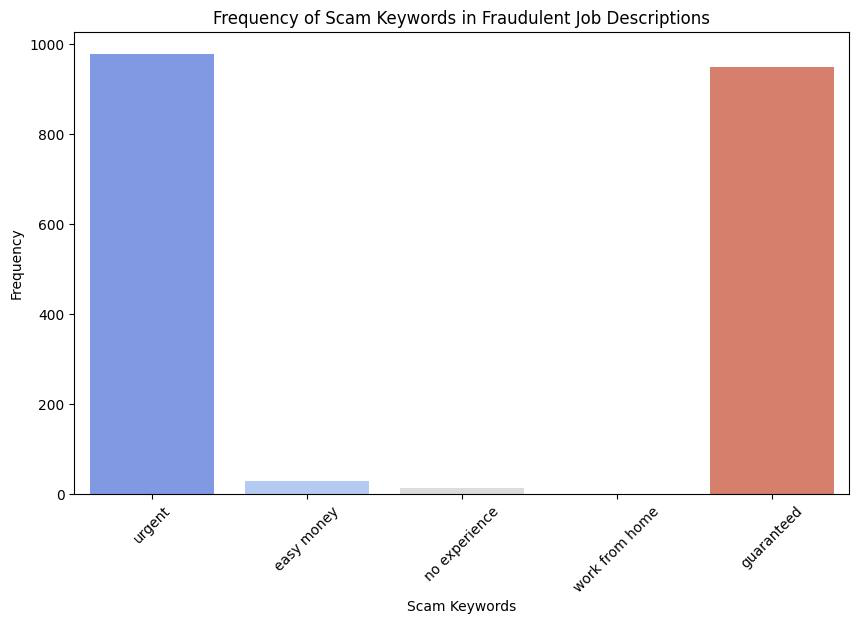 Frequency of Scam Keywords in Fraudulent Job Descriptions
1000
800
600
400
200
0
Frequency
urgent
easy money
no experience
work from home
guaranteed
Scam Keywords